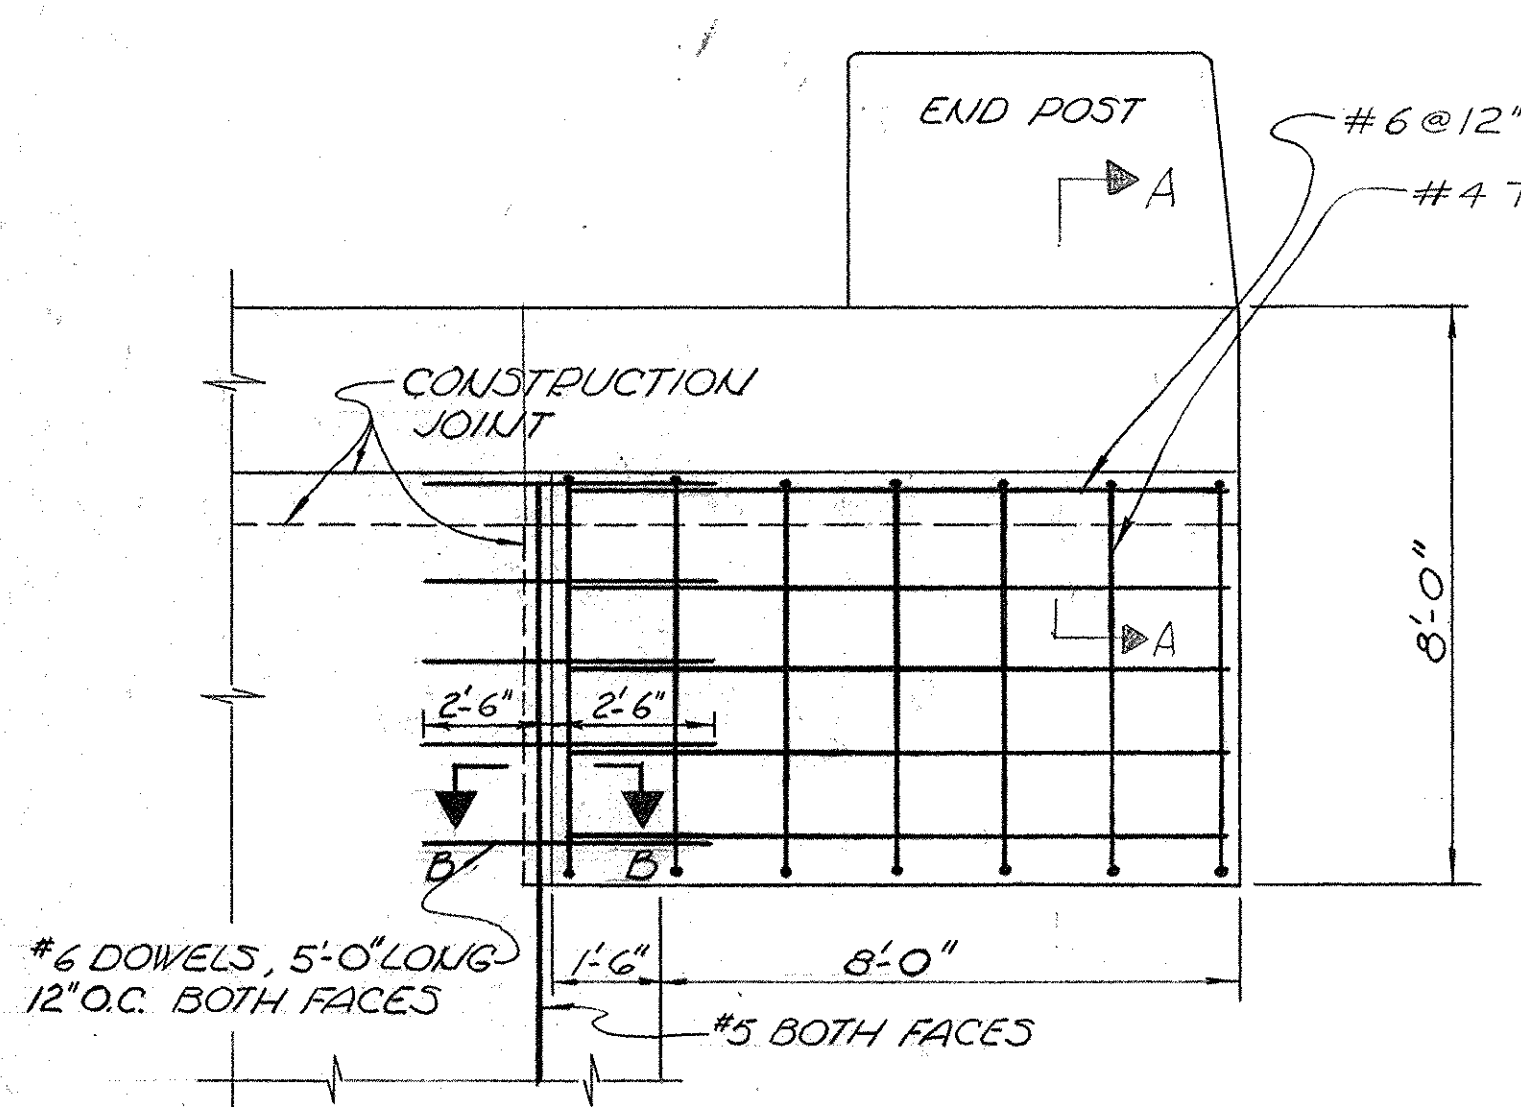 END POST
#6@12"
A
#4
CONSTRUCTION
JOINT
A
8'-0"
2'-6" 2'-6"
B B
#6 DOWELS, 5'-0" LONG
12" O.C. BOTH FACES
1'-6" 8'-0"
#5 BOTH FACES